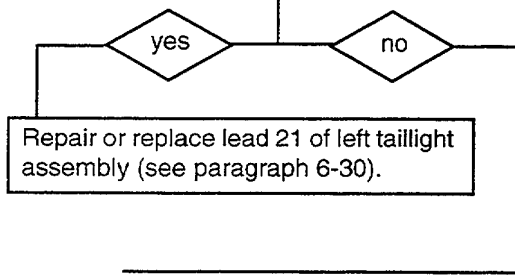 yes
no
Repair or replace lead 21 of left taillight
assembly (see paragraph 6-30).